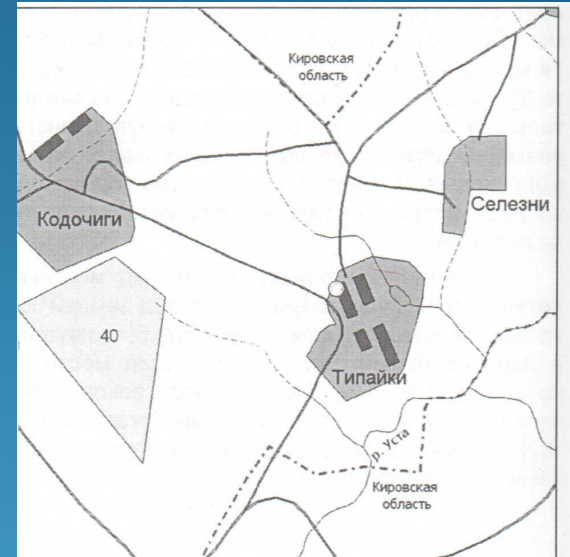 Кировская
область
Селезни
Кодочиги
40
Типайки
р. Уста
Кировская
область